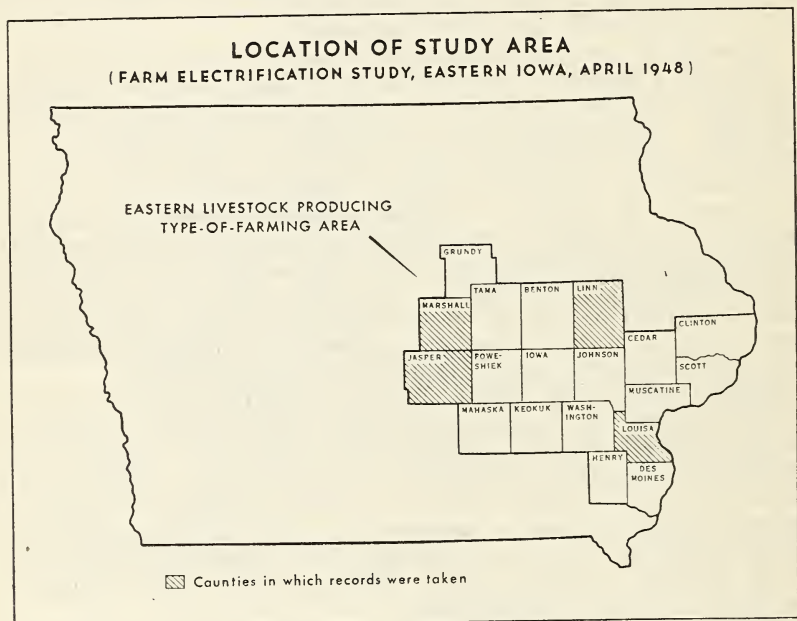 LOCATION OF STUDY AREA
(FARM ELECTRIFICATION STUDY, EASTERN IOWA, APRIL 1948)
EASTERN LIVESTOCK PRODUCING
TYPE-OF-FARMING AREA
GRUNDY
TAMA
BENTON
LINN
MARSHALL
CLINTON
CEDAR
JASPER
POWE-
SHIEK
IOWA
JOHNSON
SCOTT
MUSCATINE
MAHASKA
KEOKUK
WASH-
INGTON
LOUISA
HENRY
DES
MOINES
Caunties in which recards were taken